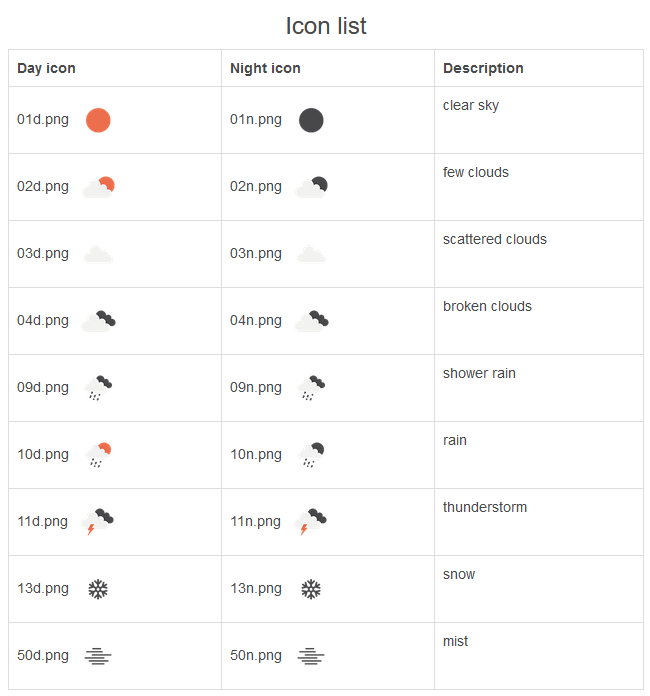 Icon list
Day icon Night icon Description
01d.png 01n.png clear sky
02d.png 02n.png few clouds
03d.png 03n.png scattered clouds
04d.png 04n.png broken clouds
09d.png 09n.png shower rain
10d.png 10n.png rain
11d.png 11n.png thunderstorm
13d.png 13n.png snow
50d.png 50n.png mist